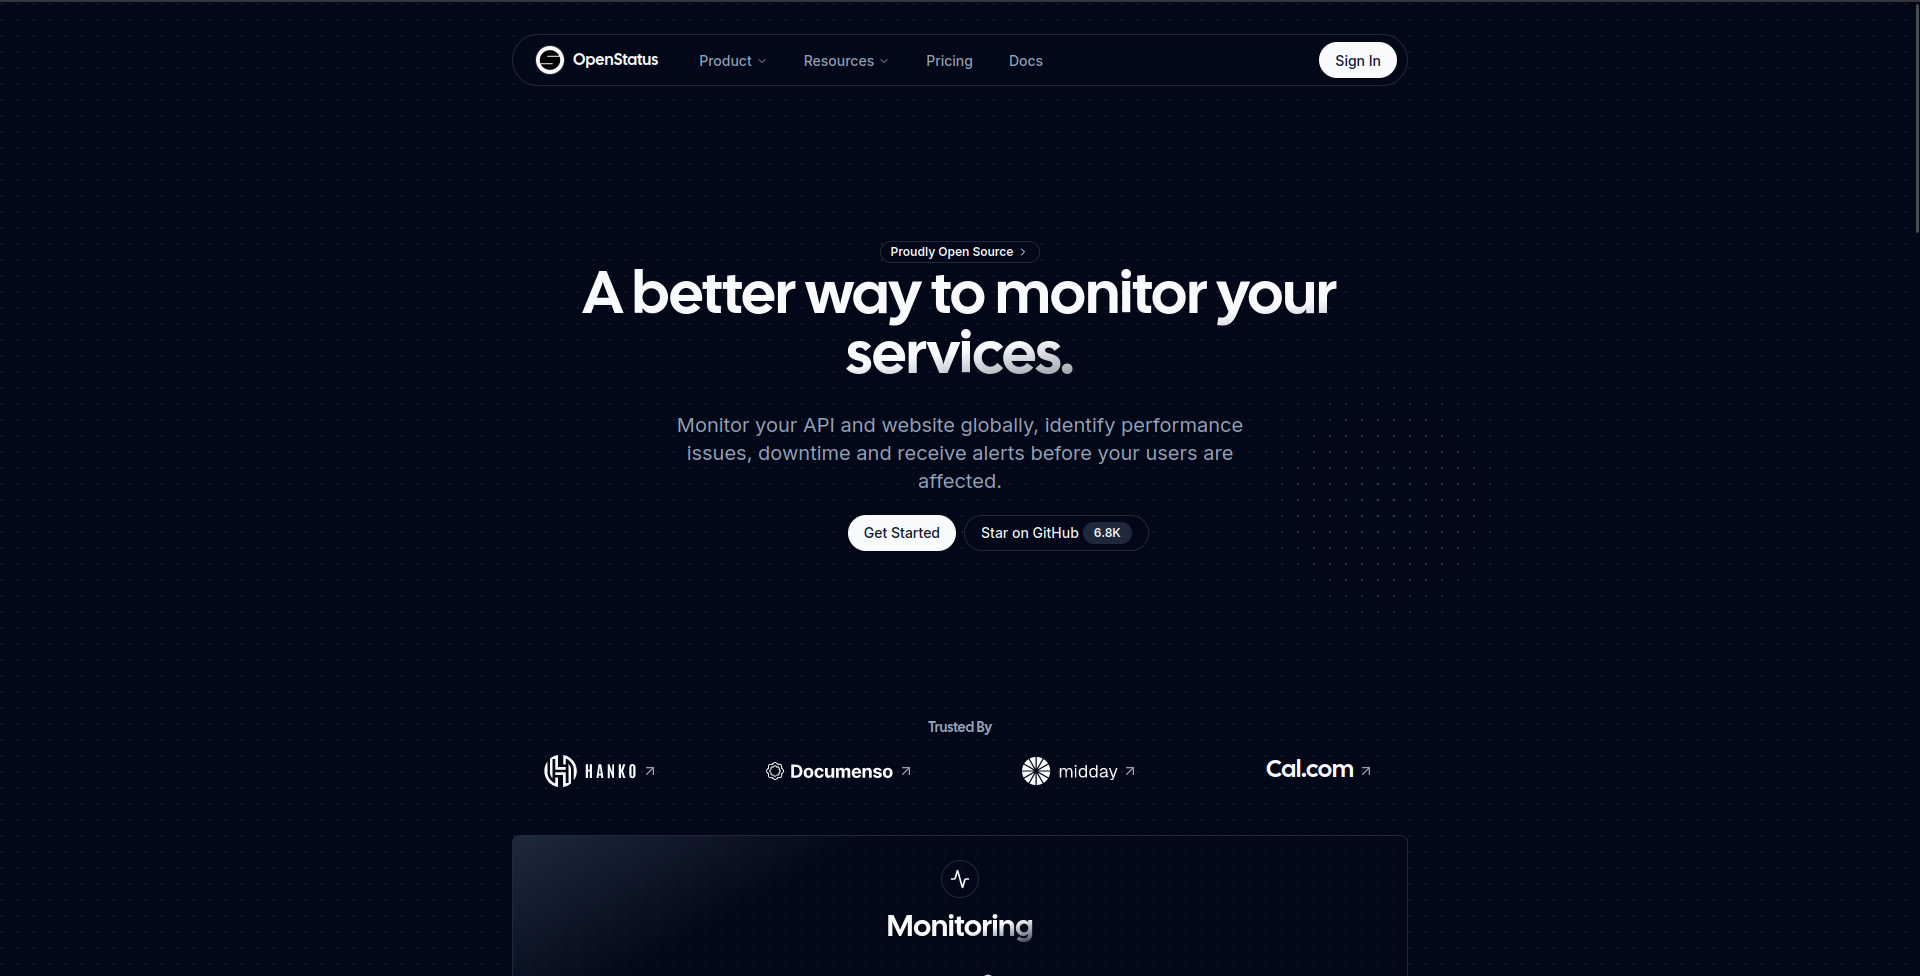 OpenStatus Product Resources Pricing Docs Sign In
Proudly Open Source
A better way to monitor your
services.
Monitor your API and website globally, identify performance
issues, downtime and receive alerts before your users are
affected.
Get Started Star on GitHub 6.8K
Trusted By
HANKO Documenso midday Cal.com
Monitoring